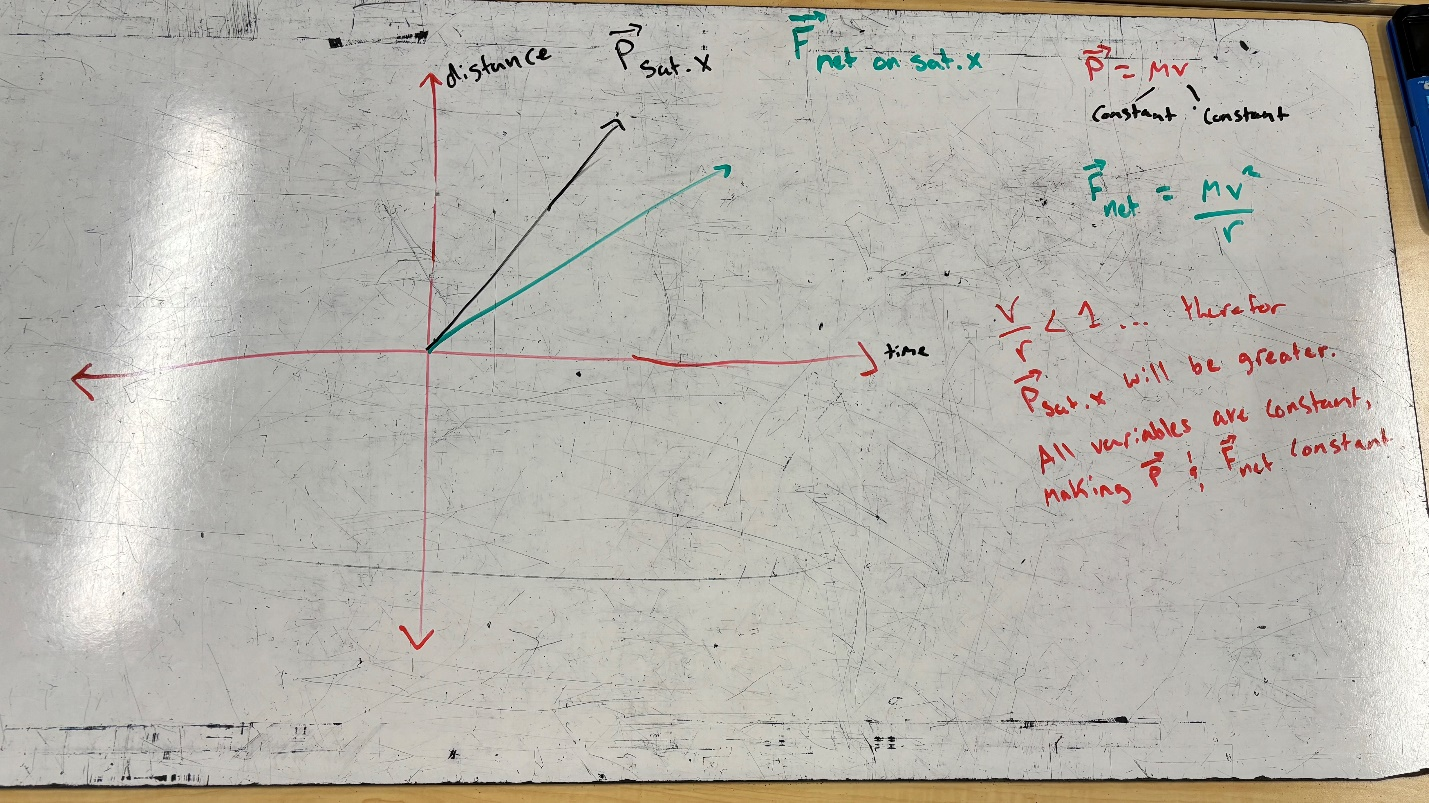 distance
P⃗ sat.x
F⃗ net on sat.x
P⃗ = Mv
constant constant
F⃗net = Mv²/r
time
v/r < 1 ... therefor
P⃗ sat.x will be greater.
All variables are constant,
making P⃗ & F⃗net constant